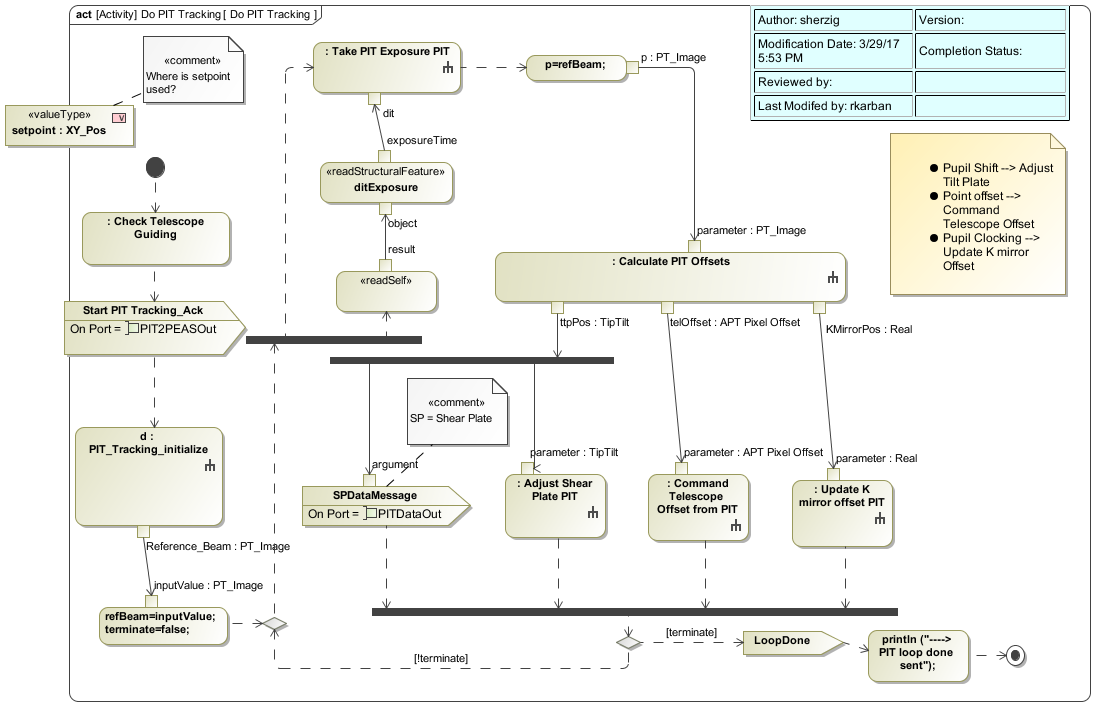 act [Activity] Do PIT Tracking [ Do PIT Tracking ]
Author: sherzig
Version:
Modification Date: 3/29/17
5:53 PM
Completion Status:
Reviewed by:
Last Modifed by: rkarban
«comment»
Where is setpoint
used?
«valueType»
setpoint : XY_Pos
v
: Take PIT Exposure PIT
p=refBeam;
p : PT_Image
dit
exposureTime
«readStructuralFeature»
ditExposure
object
result
«readSelf»
● Pupil Shift --> Adjust
Tilt Plate
● Point offset -->
Command
Telescope Offset
● Pupil Clocking -->
Update K mirror
Offset
: Check Telescope
Guiding
parameter : PT_Image
: Calculate PIT Offsets
Start PIT Tracking_Ack
On Port = PIT2PEASOut
ttpPos : TipTilt
telOffset : APT Pixel Offset
KMirrorPos : Real
«comment»
SP = Shear Plate
d :
PIT_Tracking_initialize
argument
parameter : TipTilt
parameter : APT Pixel Offset
parameter : Real
SPDataMessage
On Port = PITDataOut
: Adjust Shear
Plate PIT
: Command
Telescope
Offset from PIT
: Update K
mirror offset PIT
Reference_Beam : PT_Image
inputValue : PT_Image
refBeam=inputValue;
terminate=false;
[!terminate]
[terminate]
LoopDone
println ("---->
PIT loop done
sent");